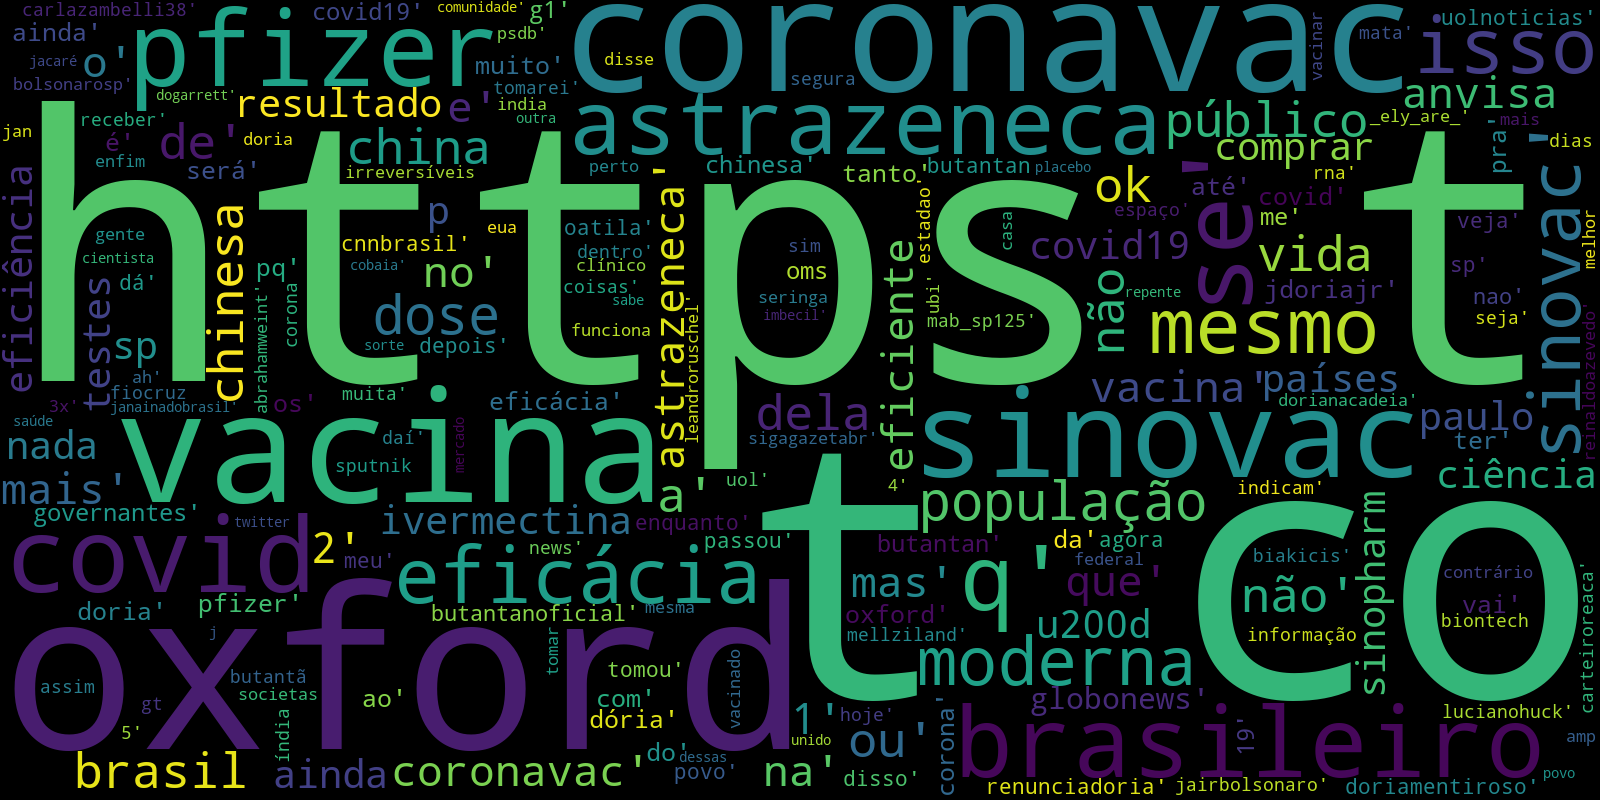 carlazambelli38'
covid19'
comunidade'
g1'
coronavac
vacinar
mata'
uolnoticias'
ainda'
o'
pfizer
psdb'
muito'
disse
segura
isso
jacaré
bolsonarosp'
dogarrett'
resultado
e'
tomarei'
india
outra
astrazeneca
público
anvisa
_ely_are_'
mais
jan
receber'
é'
de'
doria
china
comprar
pra'
dias
eficiência
enfim
será'
irreversíveis
perto
chinesa'
butantan
placebo
tanto'
ok
até'
rna'
covid'
se'
sinovac'
https
t
chinesa
p
eua
oatila'
astrazeneca'
estadao'
espaço'
me'
veja'
melhor
gente
cientista
testes
dá'
pq'
cnnbrasil'
cobaia'
no'
dentro'
clínico
coisas'
sabe
sim
oms
seringa
imbecil'
casa
eficiente
ubi'
covid19
não
vida
sp'
jdoriajr'
nao'
repente
seja'
abrahamweint'
corona'
dose
funciona
leandroruschel'
mab_sp125'
mesmo
reinaldoazevedo'
sp
sorte
depois'
ah'
fiocruz
muita'
vacina'
países
3x'
janainadobrasil'
os'
eficácia'
dela
sinovac
dorianacadeia'
paulo
saúde
nada
vacina
daí'
mercado
sputnik
sigagazetabr'
ter'
mais'
a'
uol'
4'
t
co
indicam'
ciência
governantes'
twitter
ivermectina
enquanto'
população
sinopharm
covid
2'
meu'
news'
passou'
butantan'
da'
agora
federal
biakicis'
contrário
eficácia
mas'
q'
que'
não'
vai'
carteiroreaca'
doria'
pfizer'
butantanoficial'
mesma
oxford'
u200d
biontech
oxford
j
mellziland'
informação
assim
butantã
societas
tomar
tomou'
vacinado
moderna
gt
ao'
com'
corona'
globonews'
5'
índia
dória'
1'
hoje'
lucianohuck'
unido
ou'
brasileiro
19'
amp
brasil
ainda
coronavac'
do'
dessas
povo'
na'
disso'
renunciadoria'
jairbolsonaro'
doriamentiroso'
povo